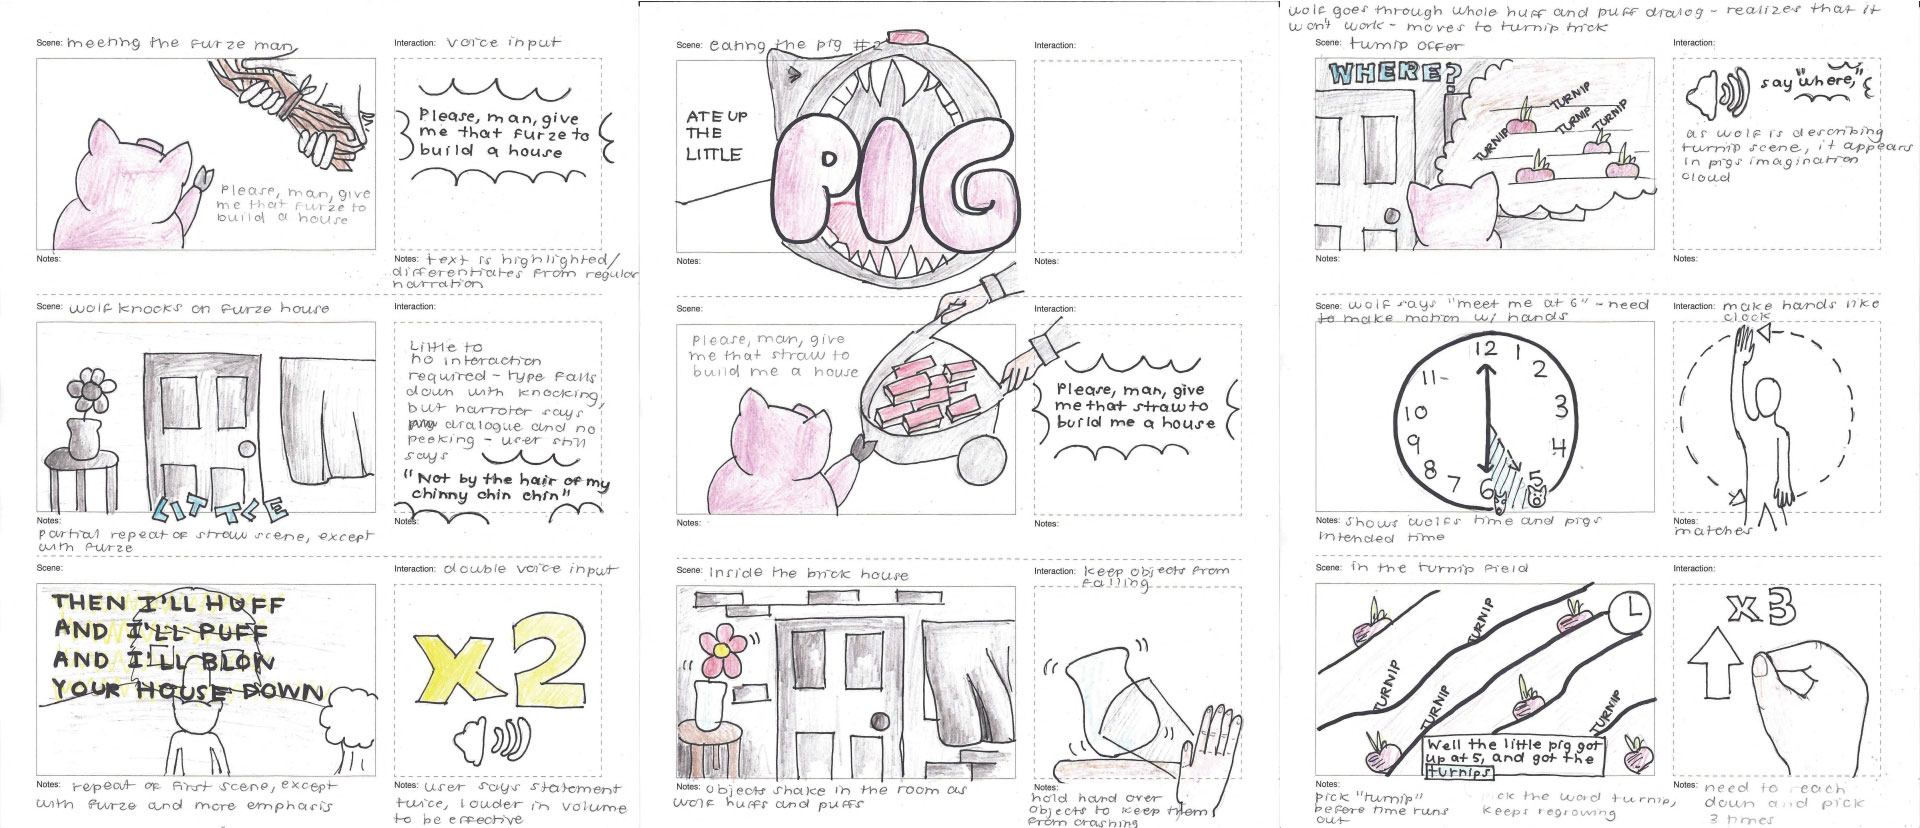 Scene: meeting the furze man
Interaction: voice input
Please, man, give
me that furze to
build a house
Please, man, give
me that furze to
build a house
Notes:
Notes: text is highlighted/
differentiates from regular
narration
Scene: wolf knocks on furze house
Interaction:
Little to
no interaction
required - type falls
down with knocking,
but narrator says
dialogue and no
peeking - user still
says
"Not by the hair of my
chinny chin chin"
LITTLE
Notes:
partial repeat of straw scene, except
with furze
Notes:
Scene:
Interaction: double voice input
THEN I'LL HUFF
AND I'LL PUFF
AND I'LL BLOW
YOUR HOUSE DOWN
x2
Notes: repeat of first scene, except
with furze and more emphasis
Notes: user says statement
twice, louder in volume
to be effective
Scene: eating the pig #2
Interaction:
ATE UP
THE
LITTLE
PIG
Notes:
Notes:
Scene:
Interaction:
Please, man, give
me that straw to
build me a house
Please, man, give
me that straw to
build me a house
Notes:
Notes:
Scene: Inside the brick house
Interaction: keep objects from
falling
Notes: objects shake in the room as
wolf huffs and puffs
Notes:
hold hand over
objects to keep them
from crashing
wolf goes through whole huff and puff dialog - realizes that it
won't work - moves to turnip trick
Scene: turnip offer
Interaction:
WHERE?
TURNIP
TURNIP
TURNIP
TURNIP
say "where,"
as wolf is describing
turnip scene, it appears
in pigs imagination
cloud
Notes:
Notes:
Scene: wolf says "meet me at 6" - need
to make motion w/ hands
Interaction: make hands like
clock
12
1
2
3
4
5
6
7
8
9
10
11
Notes: shows wolfs time and pigs
intended time
Notes:
matches
Scene: in the turnip field
Interaction:
TURNIP
TURNIP
TURNIP
TURNIP
Well the little pig got
up at 5, and got the
turnips
x3
Notes:
pick "turnip"
before time runs
out
the word turnip,
keeps regrowing
Notes: need to reach
down and pick
3 times